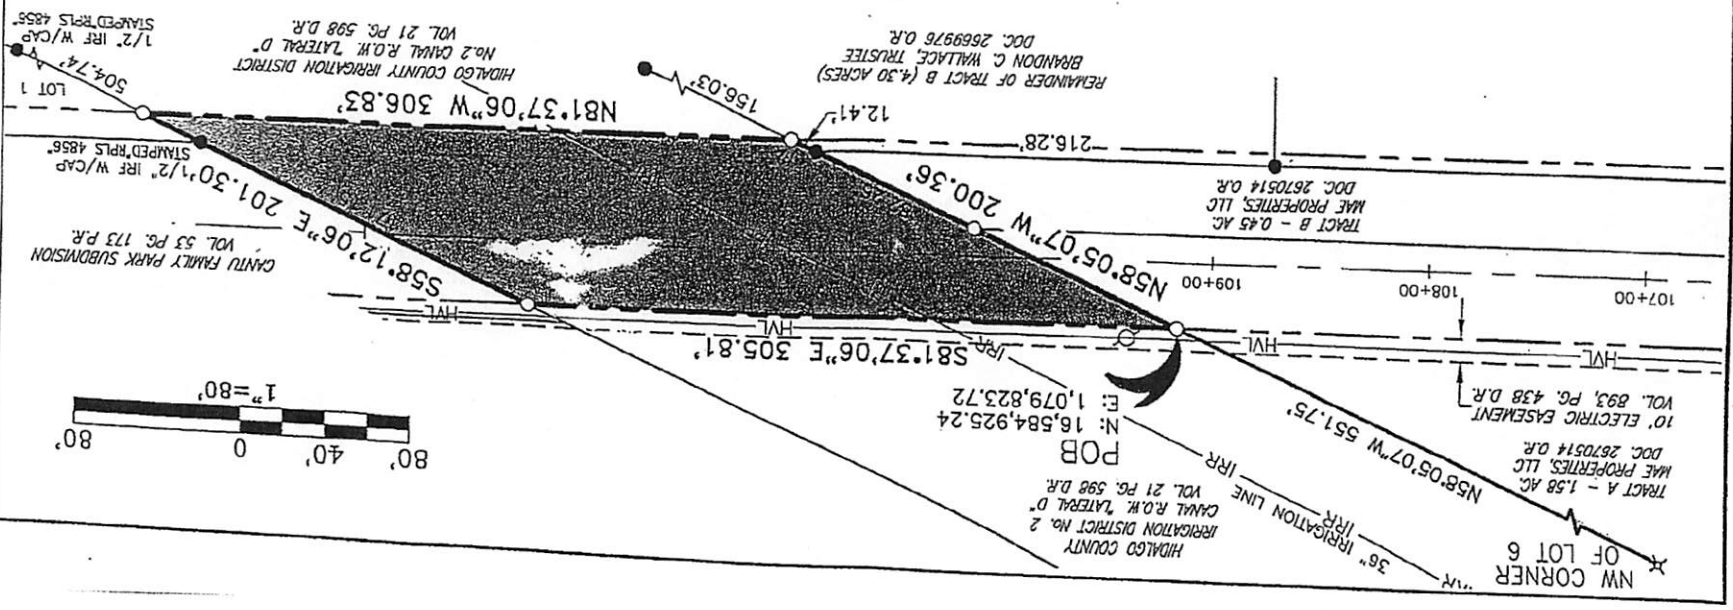 NW CORNER
OF LOT 6
36" IRRIGATION LINE
IRR
IRR
IRR
IRR
HIDALGO COUNTY
IRRIGATION DISTRICT No. 2
CANAL R.O.W. "LATERAL D"
VOL. 21 PG. 598 D.R.
TRACT A - 1.58 AC.
MAE PROPERTIES, LLC
DOC. 2670514 O.R.
N58°05'07"W 551.75'
POB
N: 16,584,925.24
E: 1,079,823.72
10' ELECTRIC EASEMENT
VOL. 893, PG. 438 D.R.
80' 40' 0 80'
1"=80'
HVL
HVL
HVL
HVL
S81°37'06"E 305.81'
107+00
108+00
109+00
N58°05'07"W 200.36'
S58°12'06"E 201.30'
CANTU FAMILY PARK SUBDIVISION
VOL. 53 PG. 173 P.R.
TRACT B - 0.45 AC.
MAE PROPERTIES, LLC
DOC. 2670514 O.R.
1/2" IRF W/CAP
STAMPED"RPLS 4856"
216.28'
12.41'
156.03'
N81°37'06"W 306.83'
LOT 1
504.74'
REMAINDER OF TRACT B (4.30 ACRES)
BRANDON C. WALLACE, TRUSTEE
DOC. 2669976 O.R.
HIDALGO COUNTY IRRIGATION DISTRICT
No.2 CANAL R.O.W. "LATERAL D"
VOL. 21 PG. 598 D.R.
1/2" IRF W/CAP
STAMPED"RPLS 4856"